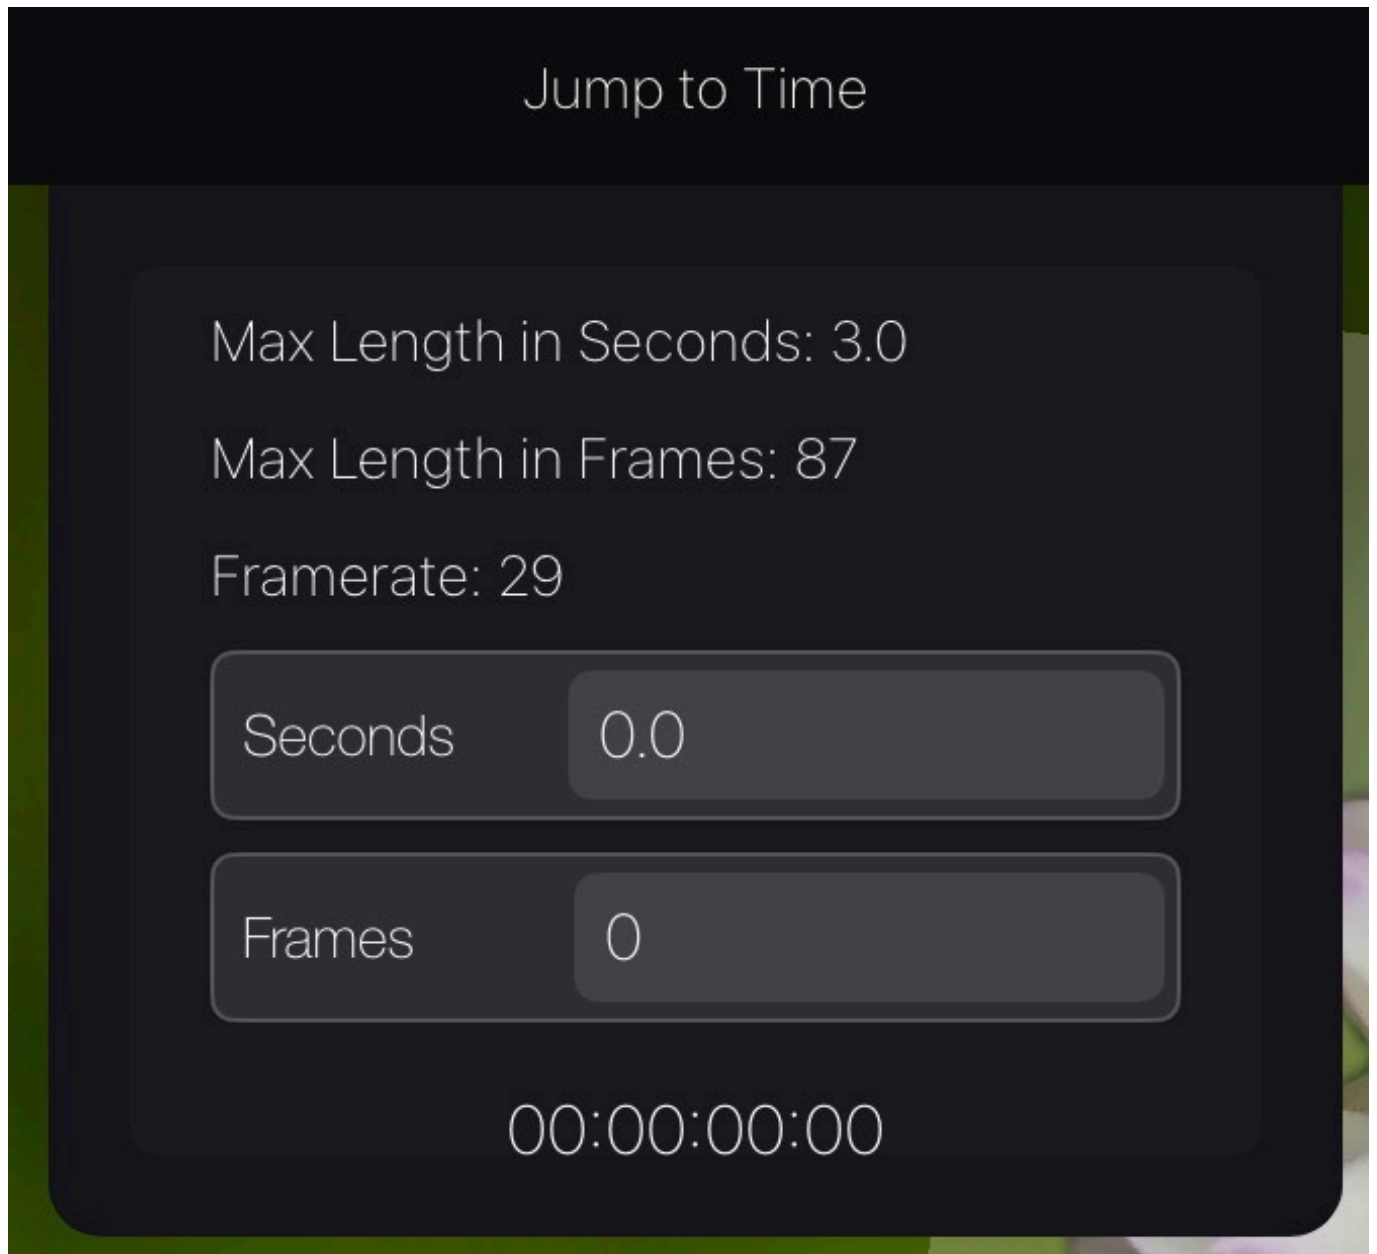 Jump to Time
Max Length in Seconds: 3.0
Max Length in Frames: 87
Framerate: 29
Seconds 0.0
Frames 0
00:00:00:00